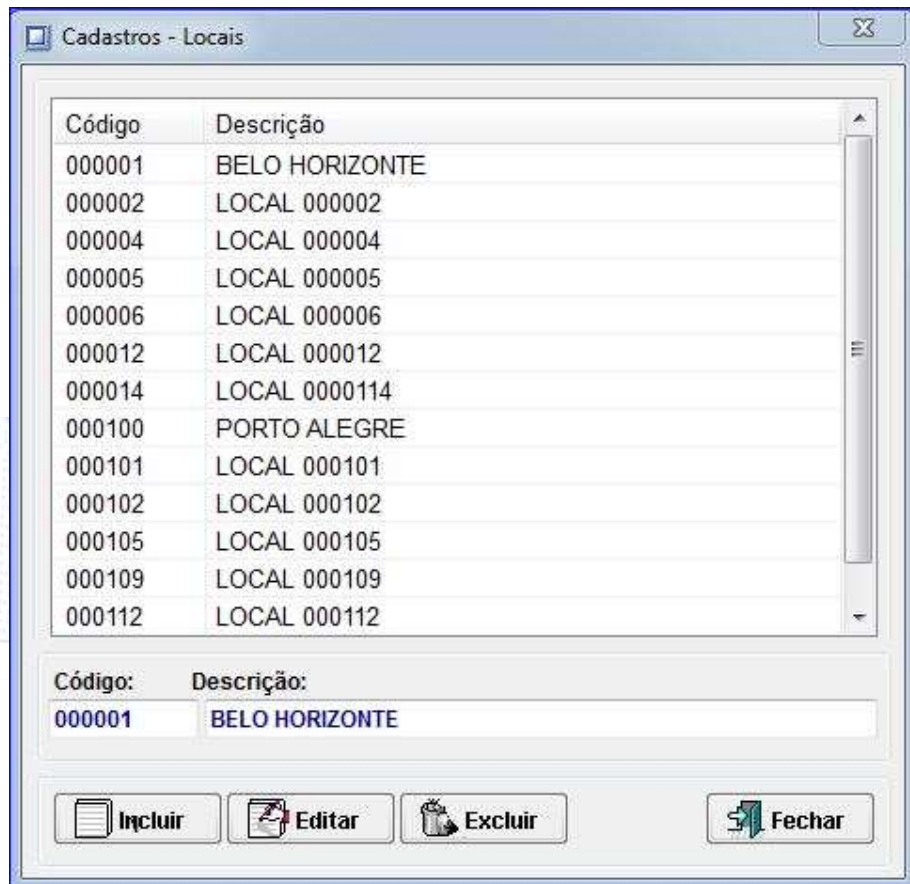 Cadastros - Locais
Código Descrição
000001 BELO HORIZONTE
000002 LOCAL 000002
000004 LOCAL 000004
000005 LOCAL 000005
000006 LOCAL 000006
000012 LOCAL 000012
000014 LOCAL 0000114
000100 PORTO ALEGRE
000101 LOCAL 000101
000102 LOCAL 000102
000105 LOCAL 000105
000109 LOCAL 000109
000112 LOCAL 000112
Código: Descrição:
000001 BELO HORIZONTE
Incluir Editar Excluir Fechar